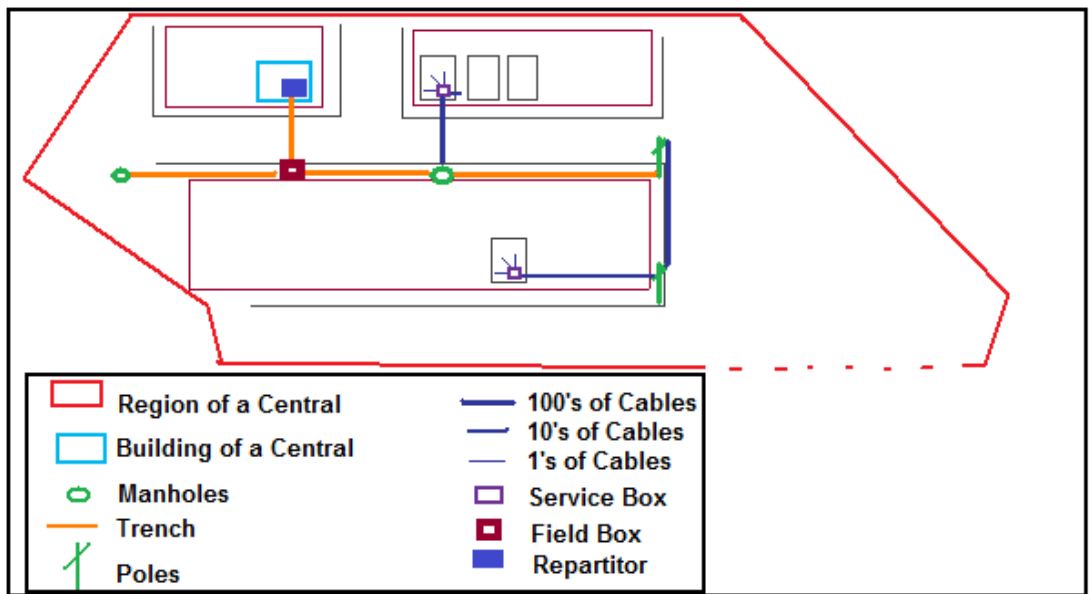 Region of a Central
Building of a Central
Manholes
Trench
Poles
100's of Cables
10's of Cables
1's of Cables
Service Box
Field Box
Repartitor